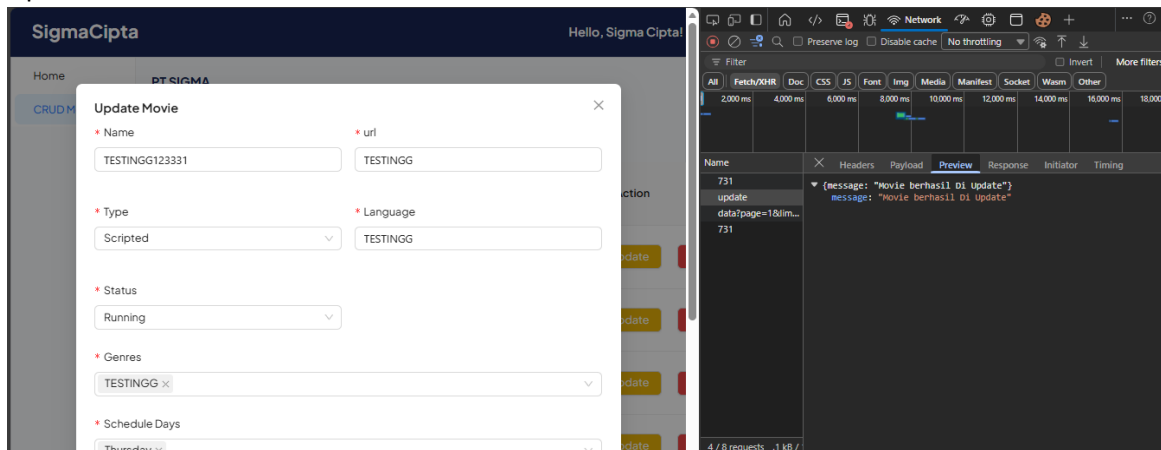 SigmaCipta
Hello, Sigma Cipta!
Home
CRUD M
PT SIGMA
Action
Update Movie
* Name
* url
TESTINGG123331
TESTINGG
* Type
* Language
Scripted
TESTINGG
* Status
Running
* Genres
TESTINGG
* Schedule Days
Thursday
pdate
pdate
pdate
pdate
Network
Preserve log
Disable cache
No throttling
Filter
Invert
More filters
All
Fetch/XHR
Doc
CSS
JS
Font
Img
Media
Manifest
Socket
Wasm
Other
2,000 ms
4,000 ms
6,000 ms
8,000 ms
10,000 ms
12,000 ms
14,000 ms
16,000 ms
18,000
Name
Headers
Payload
Preview
Response
Initiator
Timing
731
update
data?page=1&lim...
731
{message: "Movie berhasil Di Update"}
message: "Movie berhasil Di Update"
4 / 8 requests
.1 kB /